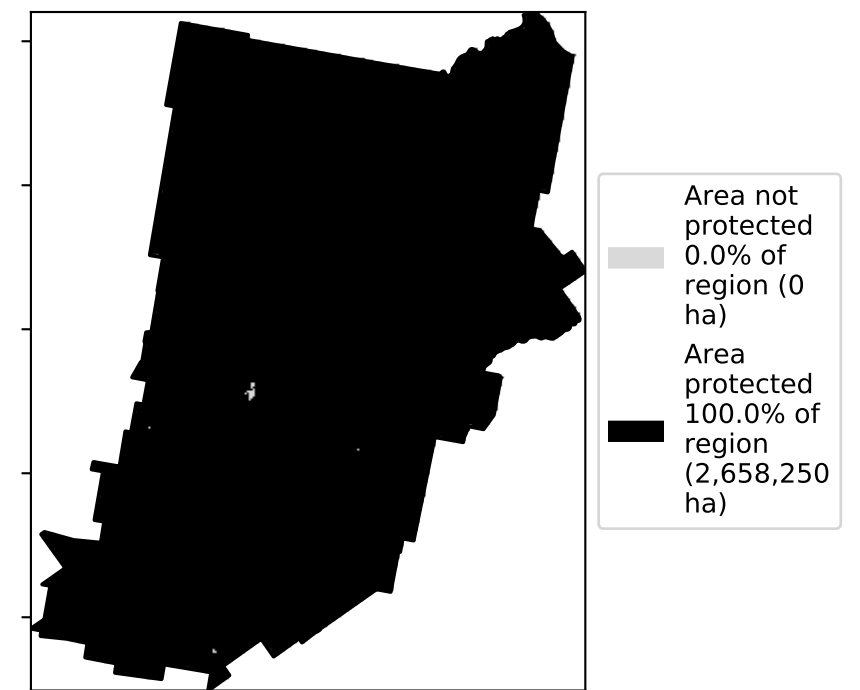 Area not
protected
0.0% of
region (0
ha)
Area
protected
100.0% of
region
(2,658,250
ha)